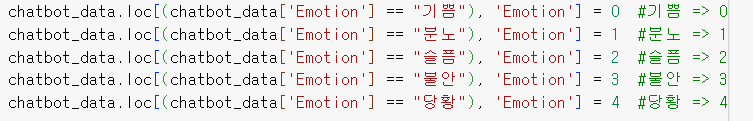 chatbot_data.loc[(chatbot_data['Emotion'] == "기쁨"), 'Emotion'] = 0  #기쁨 => 0
chatbot_data.loc[(chatbot_data['Emotion'] == "분노"), 'Emotion'] = 1  #분노 => 1
chatbot_data.loc[(chatbot_data['Emotion'] == "슬픔"), 'Emotion'] = 2  #슬픔 => 2
chatbot_data.loc[(chatbot_data['Emotion'] == "불안"), 'Emotion'] = 3  #불안 => 3
chatbot_data.loc[(chatbot_data['Emotion'] == "당황"), 'Emotion'] = 4  #당황 => 4